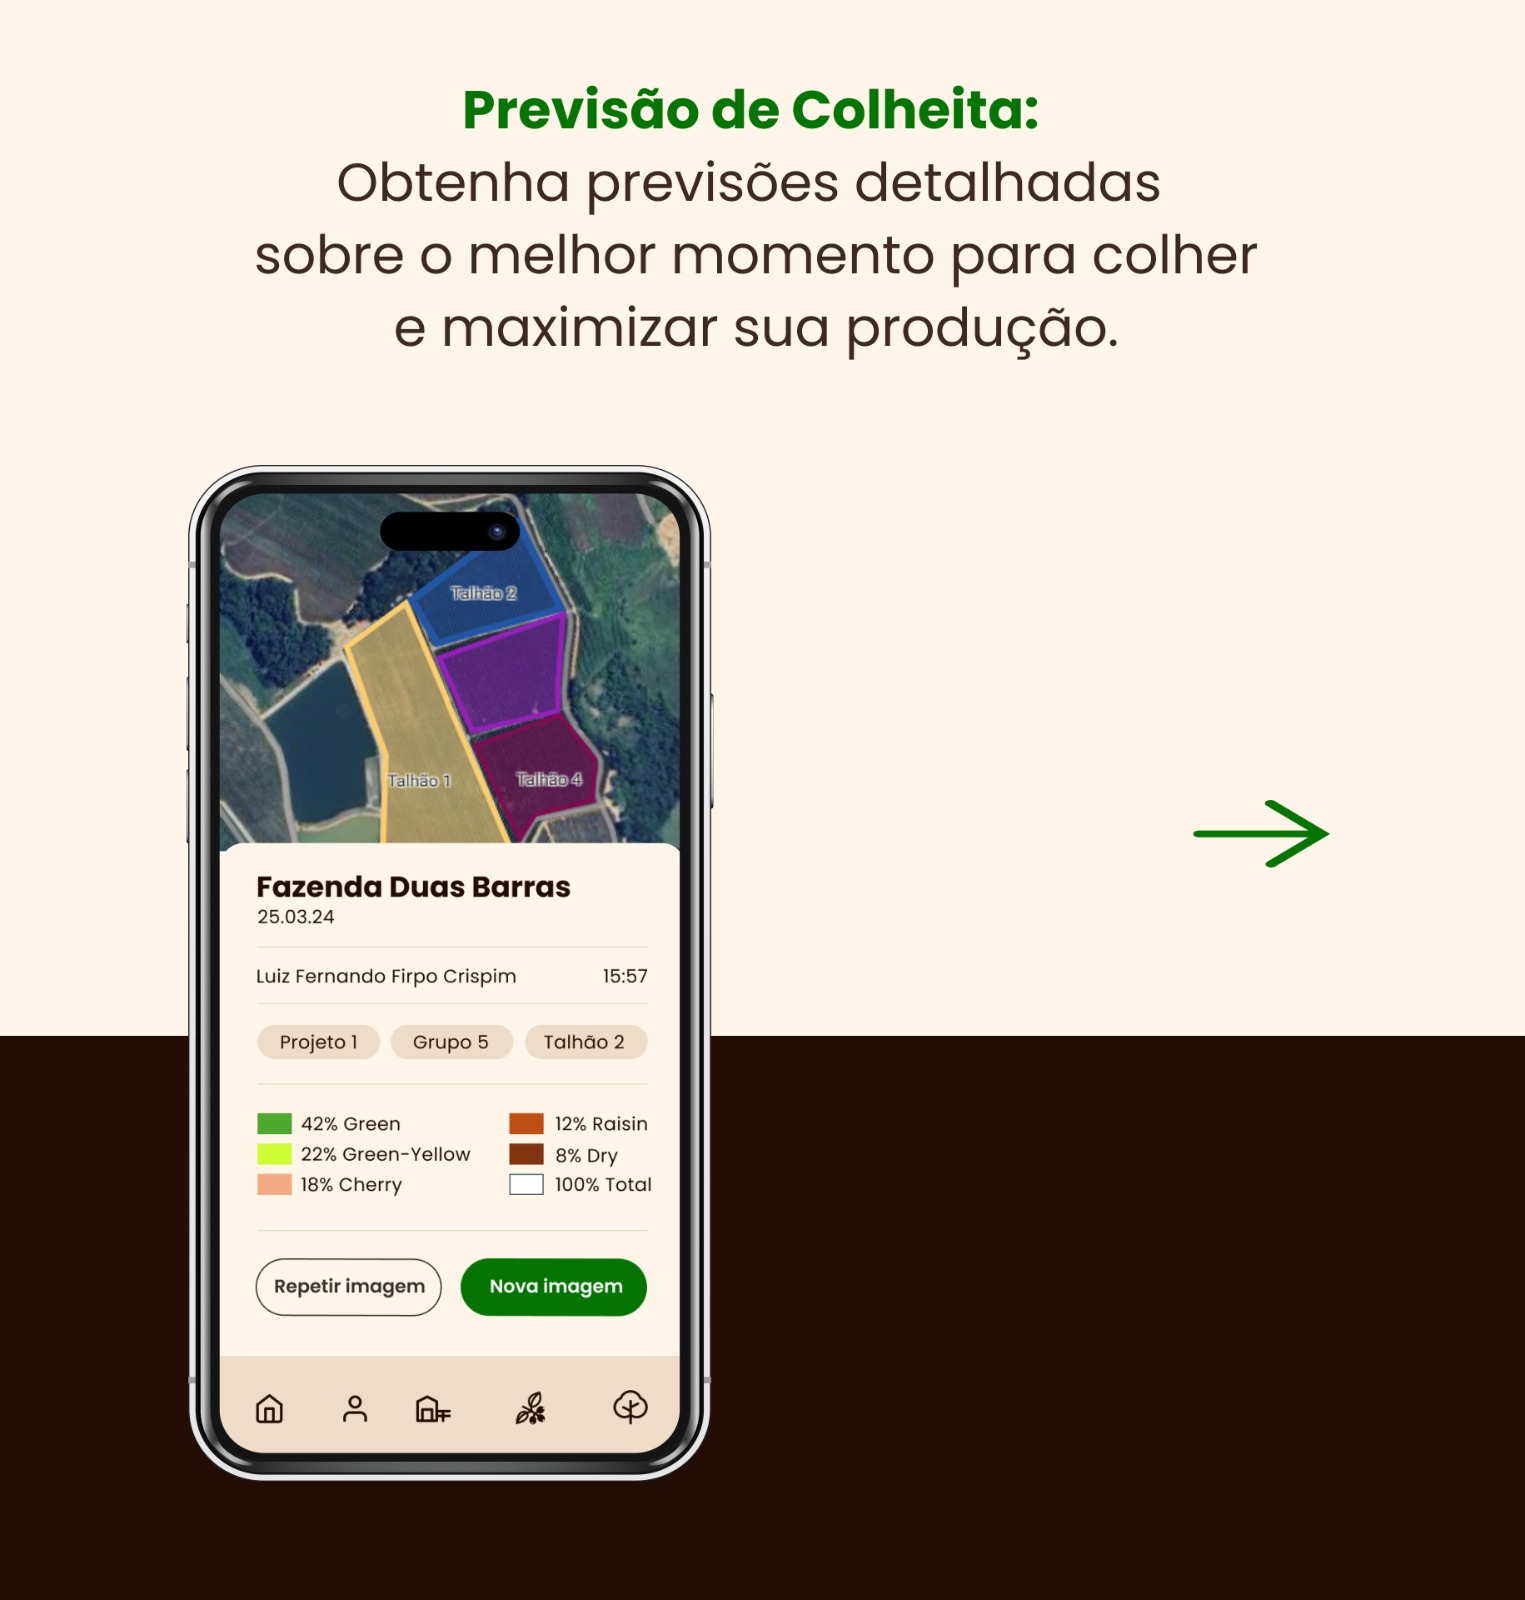 Previsão de Colheita:
Obtenha previsões detalhadas
sobre o melhor momento para colher
e maximizar sua produção.
Talhão 2
Talhão 1
Talhão 4
Fazenda Duas Barras
25.03.24
Luiz Fernando Firpo Crispim 15:57
Projeto 1 Grupo 5 Talhão 2
42% Green 12% Raisin
22% Green-Yellow 8% Dry
18% Cherry 100% Total
Repetir imagem Nova imagem